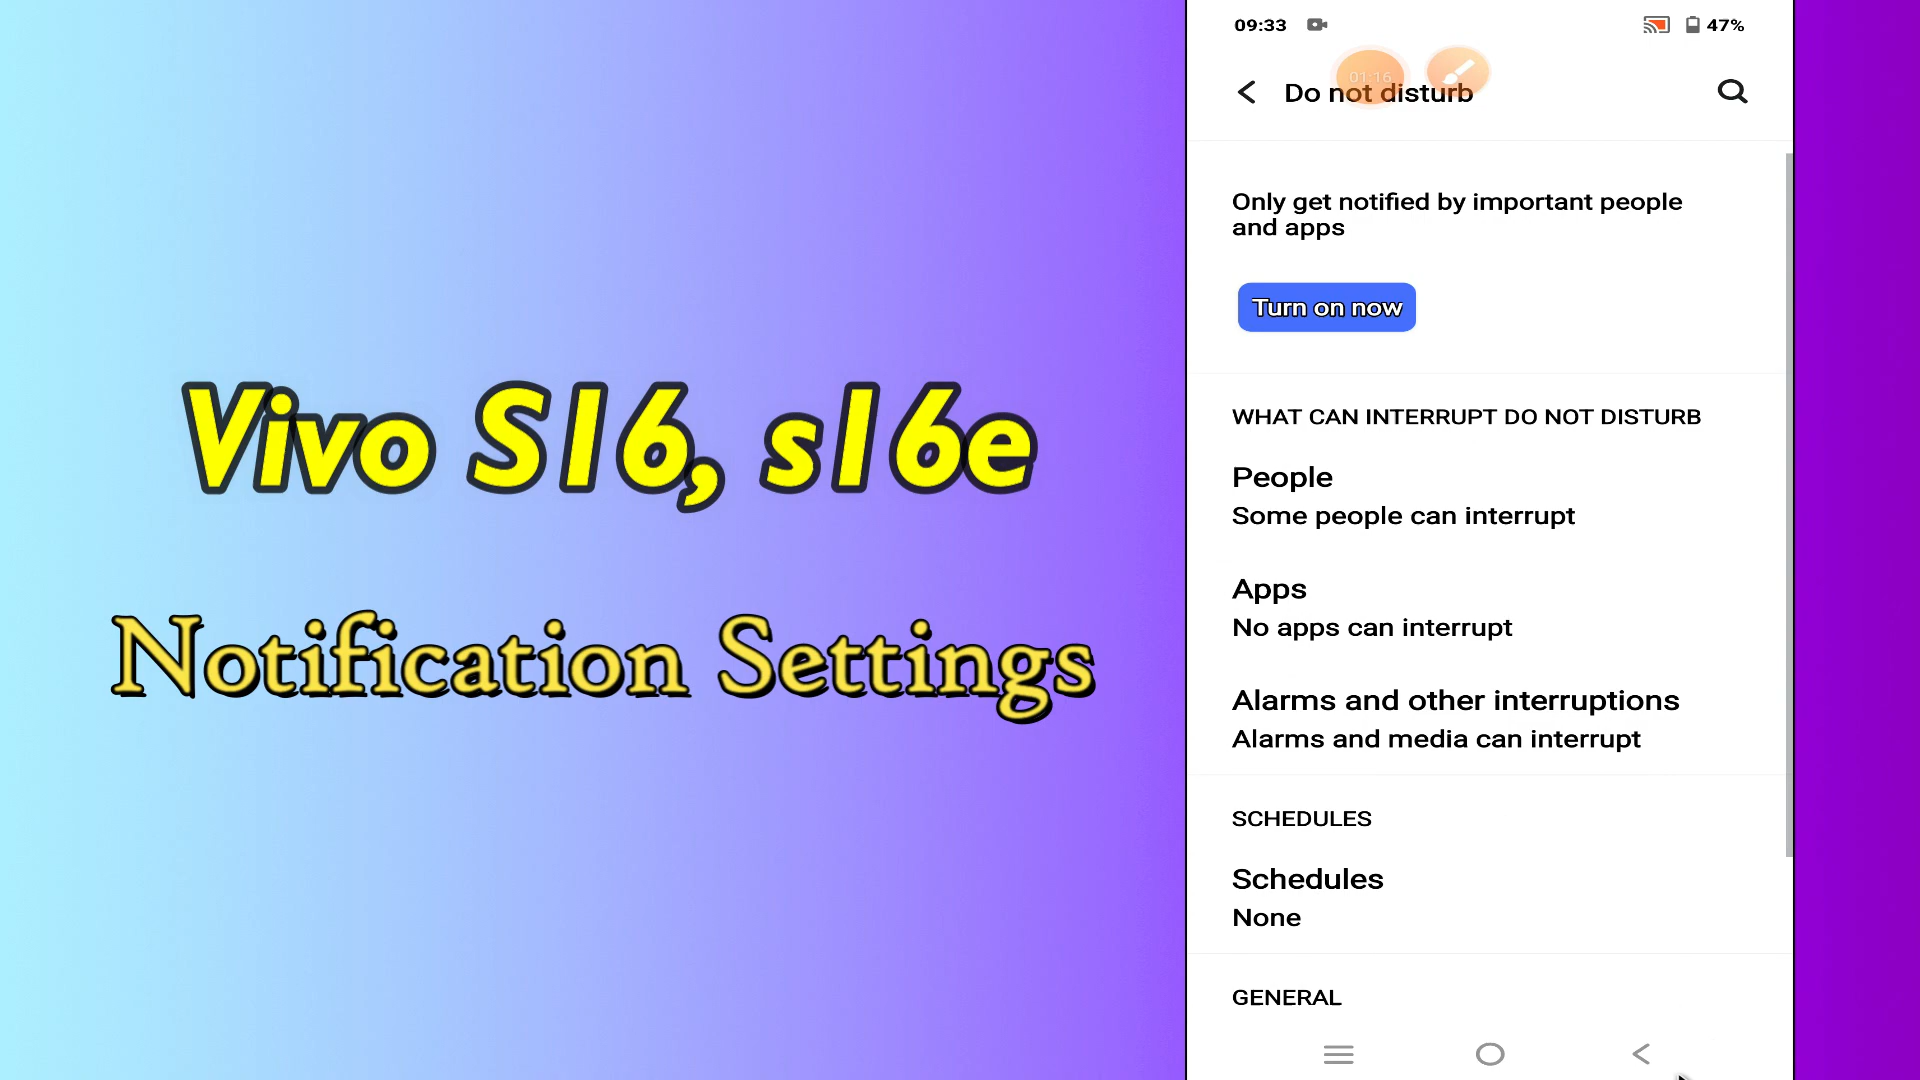 Vivo S16, s16e
Notification Settings
09:33
47%
01:16
Do not disturb
Only get notified by important people
and apps
Turn on now
WHAT CAN INTERRUPT DO NOT DISTURB
People
Some people can interrupt
Apps
No apps can interrupt
Alarms and other interruptions
Alarms and media can interrupt
SCHEDULES
Schedules
None
GENERAL